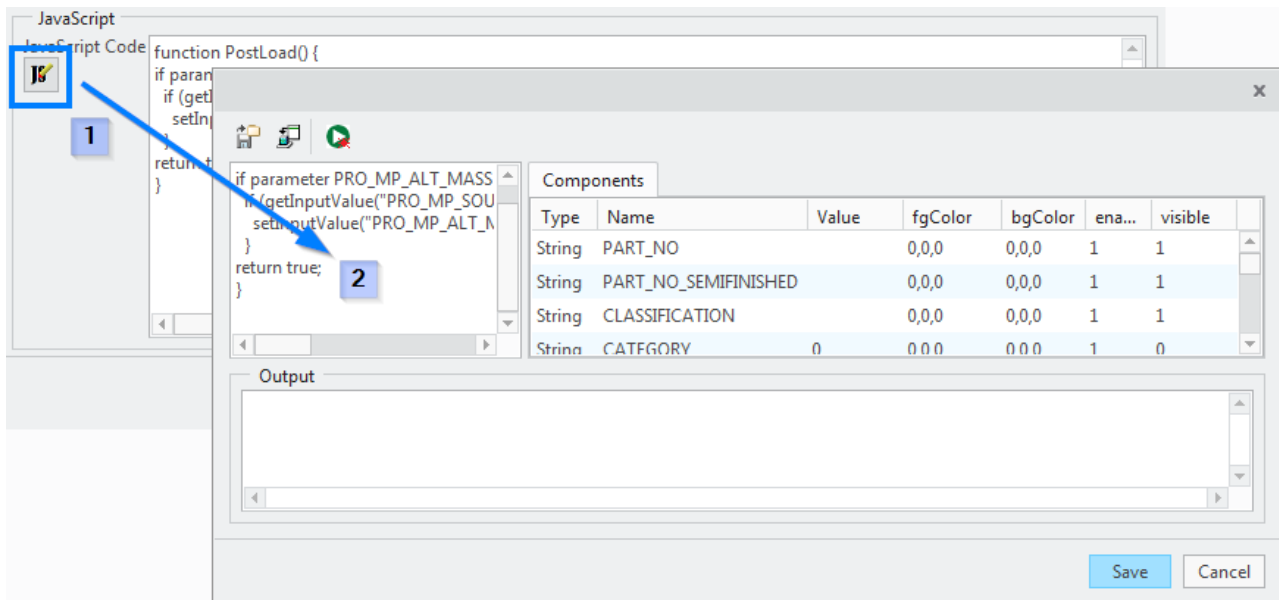 JavaScript
JavaScript Code
function PostLoad() {
if param
if (getI
setIn
}
return t
}
1
x
if parameter PRO_MP_ALT_MASS
if (getInputValue("PRO_MP_SOU
setInputValue("PRO_MP_ALT_M
}
return true;
}
2
Components
Type Name Value fgColor bgColor ena... visible
String PART_NO 0,0,0 0,0,0 1 1
String PART_NO_SEMIFINISHED 0,0,0 0,0,0 1 1
String CLASSIFICATION 0,0,0 0,0,0 1 1
String CATEGORY 0 0,0,0 0,0,0 1 0
Output
Save Cancel